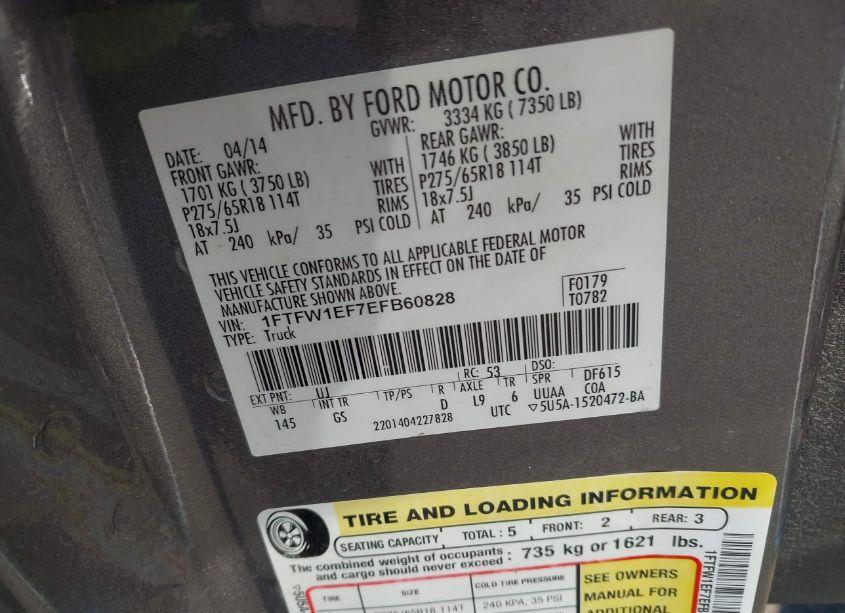 MFD. BY FORD MOTOR CO.
DATE: 04/14 GVWR: 3334 KG ( 7350 LB)
FRONT GAWR: REAR GAWR:
1701 KG ( 3750 LB) WITH 1746 KG ( 3850 LB) WITH
P275/65R18 114T TIRES P275/65R18 114T TIRES
18x7.5J RIMS 18x7.5J RIMS
AT 240 kPa/ 35 PSI COLD AT 240 kPa/ 35 PSI COLD
THIS VEHICLE CONFORMS TO ALL APPLICABLE FEDERAL MOTOR
VEHICLE SAFETY STANDARDS IN EFFECT ON THE DATE OF
MANUFACTURE SHOWN ABOVE.
VIN: 1FTFW1EF7EFB60828 F0179
TYPE: Truck T0782
EXT PNT: UJ RC: 53 DSO:
WB INT TR TP/PS R AXLE TR SPR DF615
145 GS D L9 6 UUAA COA
2201404227828 UTC ▽5U5A-1520472-BA
TIRE AND LOADING INFORMATION
SEATING CAPACITY TOTAL : 5 FRONT: 2 REAR: 3
The combined weight of occupants
and cargo should never exceed : 735 kg or 1621 lbs.
TIRE SIZE COLD TIRE PRESSURE SEE OWNERS
MANUAL FOR
240 KPA, 35 PSI ADDITIONAL